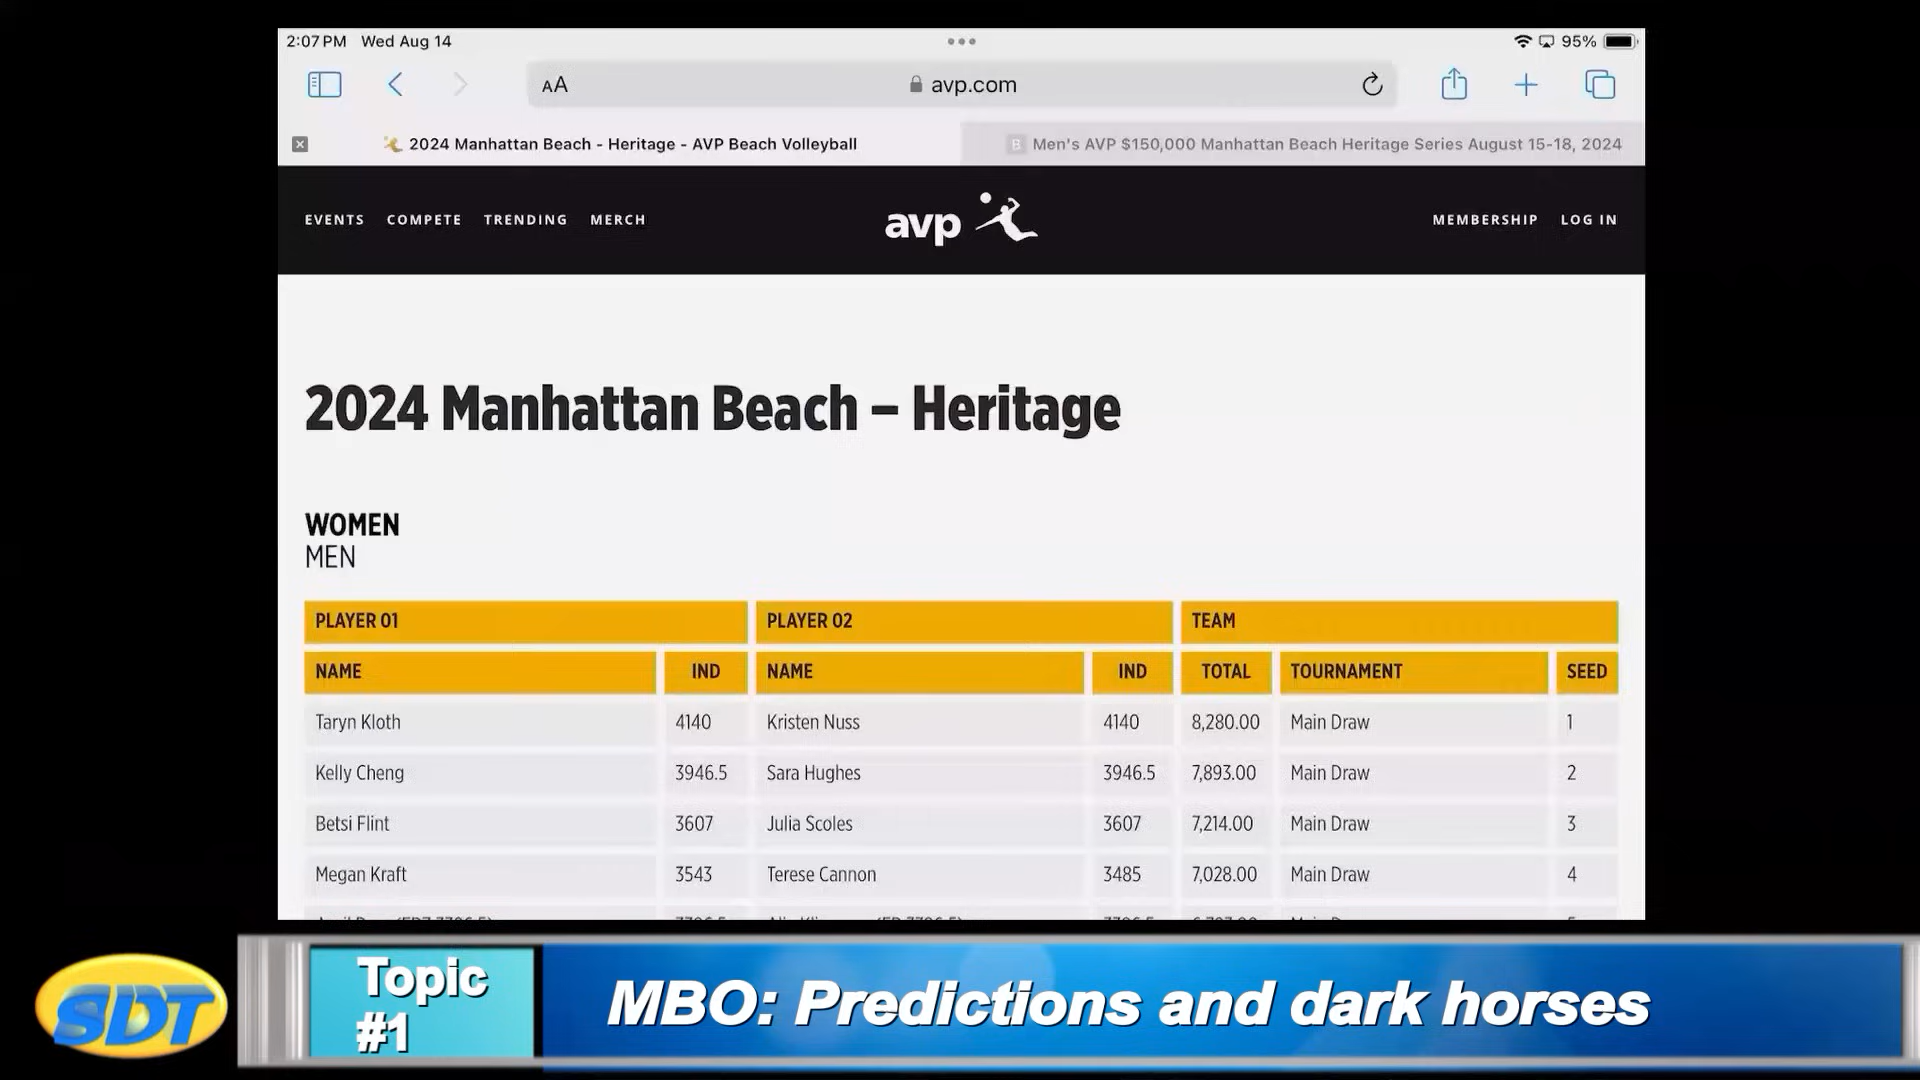 2:07 PM Wed Aug 14
95%
AA
avp.com
2024 Manhattan Beach - Heritage - AVP Beach Volleyball
B Men's AVP $150,000 Manhattan Beach Heritage Series August 15-18, 2024
EVENTS COMPETE TRENDING MERCH
avp
MEMBERSHIP LOG IN
2024 Manhattan Beach – Heritage
WOMEN
MEN
PLAYER 01 PLAYER 02 TEAM
NAME IND NAME IND TOTAL TOURNAMENT SEED
Taryn Kloth 4140 Kristen Nuss 4140 8,280.00 Main Draw 1
Kelly Cheng 3946.5 Sara Hughes 3946.5 7,893.00 Main Draw 2
Betsi Flint 3607 Julia Scoles 3607 7,214.00 Main Draw 3
Megan Kraft 3543 Terese Cannon 3485 7,028.00 Main Draw 4
SDT
Topic
#1
MBO: Predictions and dark horses